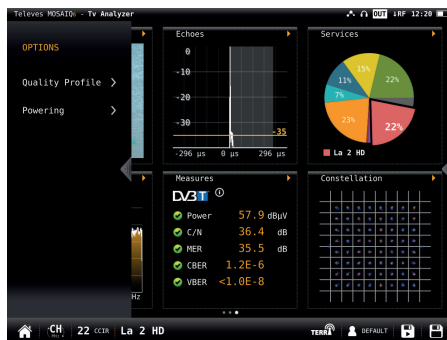 Televes MOSAIQ6 - Tv Analyzer
OUT ↓RF 12:20
OPTIONS
Quality Profile >
Powering >
Echoes
0
-10
-20
-30
-35
-296 µs 0 µs 296 µs
Services
15%
22%
11%
7%
23%
22%
La 2 HD
Hz
Measures
DVB T
Power 57.9 dBµV
C/N 36.4 dB
MER 35.5 dB
CBER 1.2E-6
VBER <1.0E-8
Constellation
CH 22 CCIR La 2 HD
TERR
DEFAULT